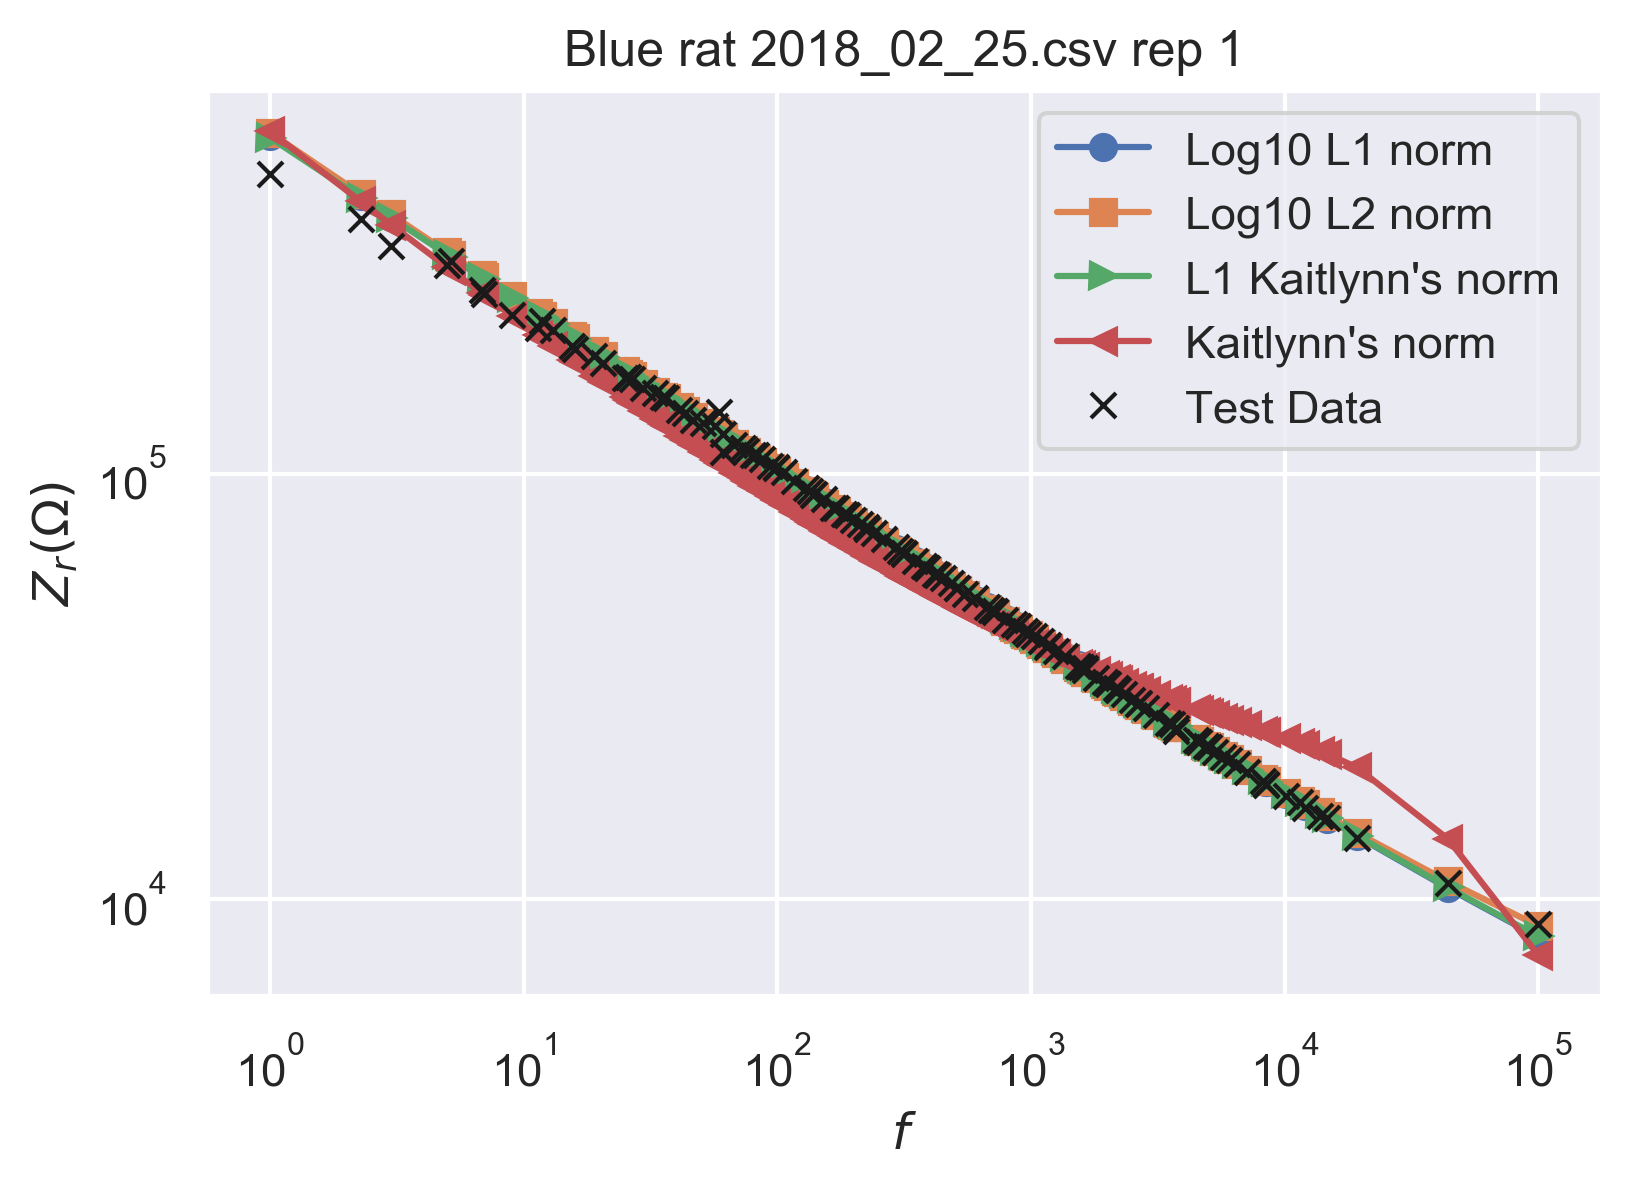 Blue rat 2018_02_25.csv rep 1
Log10 L1 norm
Log10 L2 norm
L1 Kaitlynn's norm
Kaitlynn's norm
Test Data
Z_r(Ω)
10^5
10^4
10^0 10^1 10^2 10^3 10^4 10^5
f